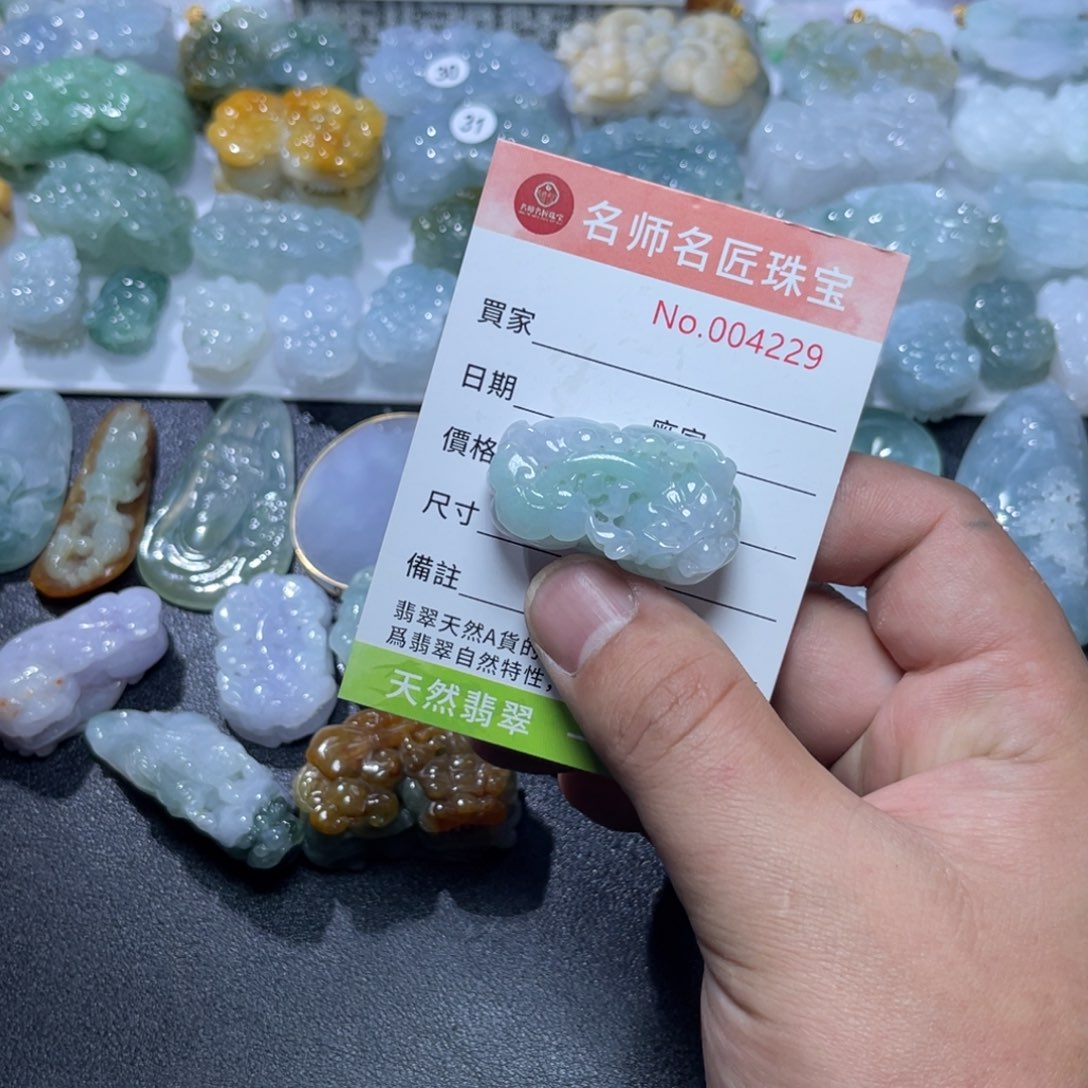 30
31
名师名匠珠宝
No.004229
買家
日期
價格
尺寸
備註
翡翠天然A貨的
爲翡翠自然特性，
天然翡翠